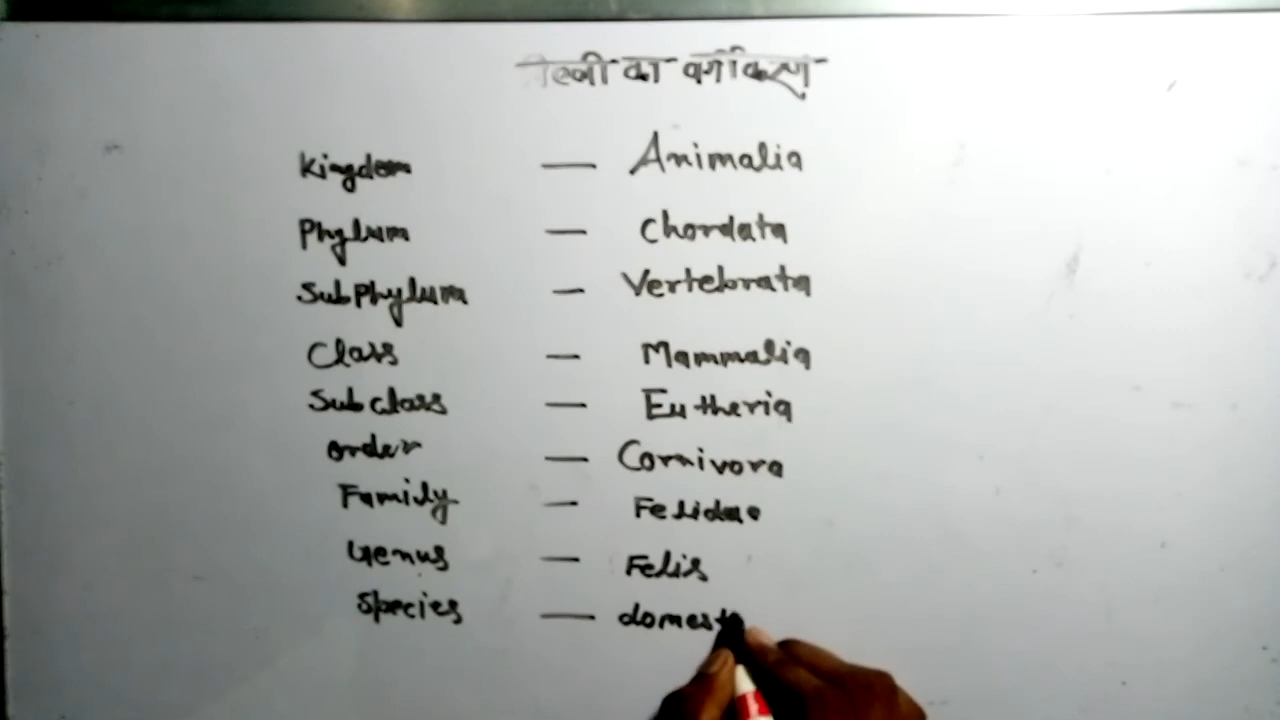 का वर्गीकरण
Kingdom — Animalia
Phylum — Chordata
Subphylum — Vertebrata
Class — Mammalia
Subclass — Eutheria
order — Carnivora
Family — Felidae
Genus — Felis
Species — domest